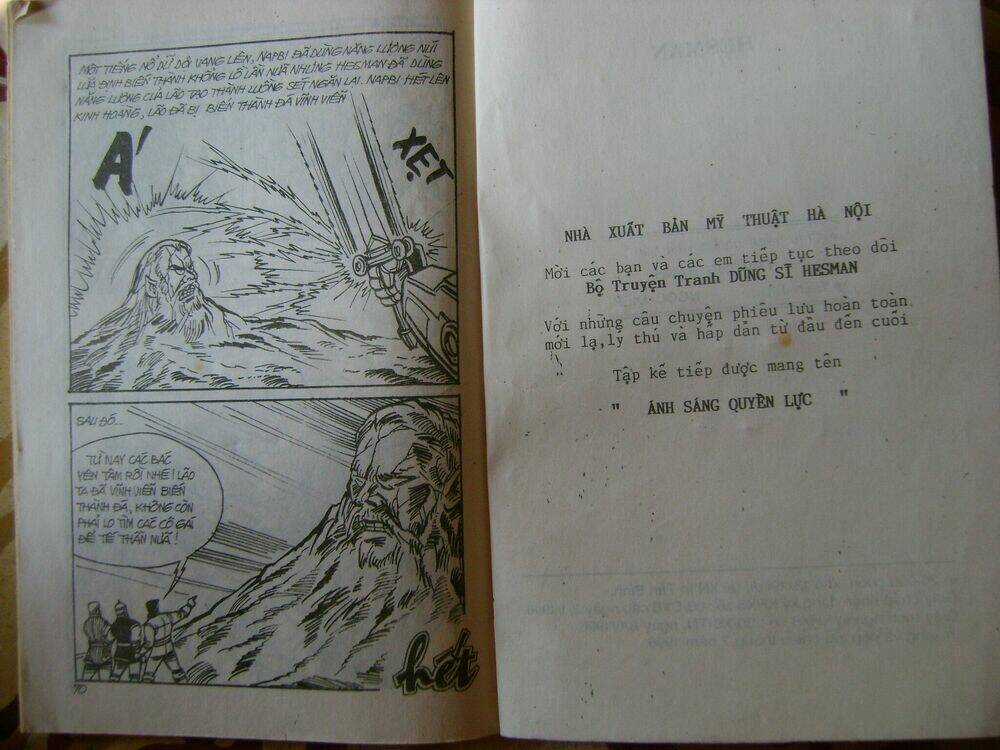 MỘT TIẾNG NỔ DỮ DỘI VANG LÊN, NAPBI ĐÃ DÙNG NĂNG LƯỢNG NÚI
LỬA ĐỊNH BIẾN THÀNH KHỔNG LỒ LẦN NỮA NHƯNG HESMAN ĐÃ DÙNG
NĂNG LƯỢNG CỦA LÃO TẠO THÀNH LUỒNG SÉT NGĂN LẠI. NAPBI HÉT LÊN
KINH HOÀNG, LÃO ĐÃ BỊ BIẾN THÀNH ĐÁ VĨNH VIỄN
Á
XẸT
SAU ĐÓ...
TỪ NAY CÁC BÁC
YÊN TÂM RỒI NHÉ! LÃO
TA ĐÃ VĨNH VIỄN BIẾN
THÀNH ĐÁ, KHÔNG CÒN
PHẢI LO TÌM CÁC CÔ GÁI
ĐỂ TẾ THẦN NỮA!
hết
70
NHÀ XUẤT BẢN MỸ THUẬT HÀ NỘI
Mời các bạn và các em tiếp tục theo dõi
Bộ Truyện Tranh DŨNG SĨ HESMAN
Với những câu chuyện phiêu lưu hoàn toàn
mới lạ, lý thú và hấp dẫn từ đầu đến cuối
Tập kế tiếp được mang tên
" ÁNH SÁNG QUYỀN LỰC "